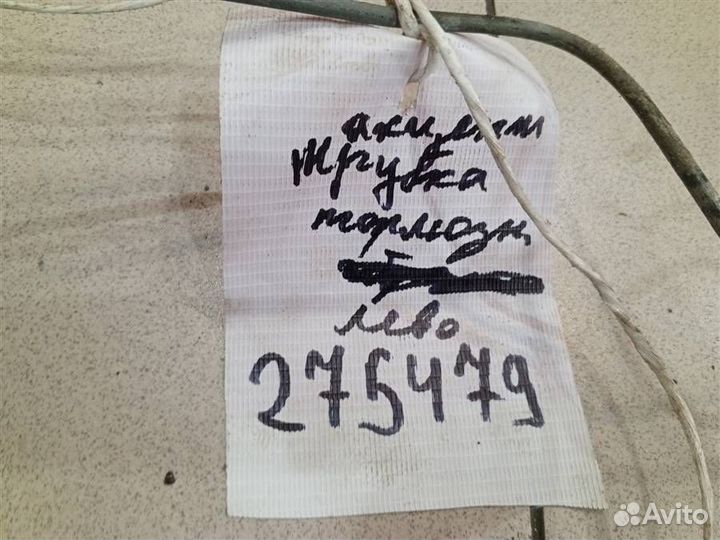 трубка
тормозн
лево
275479
Avito